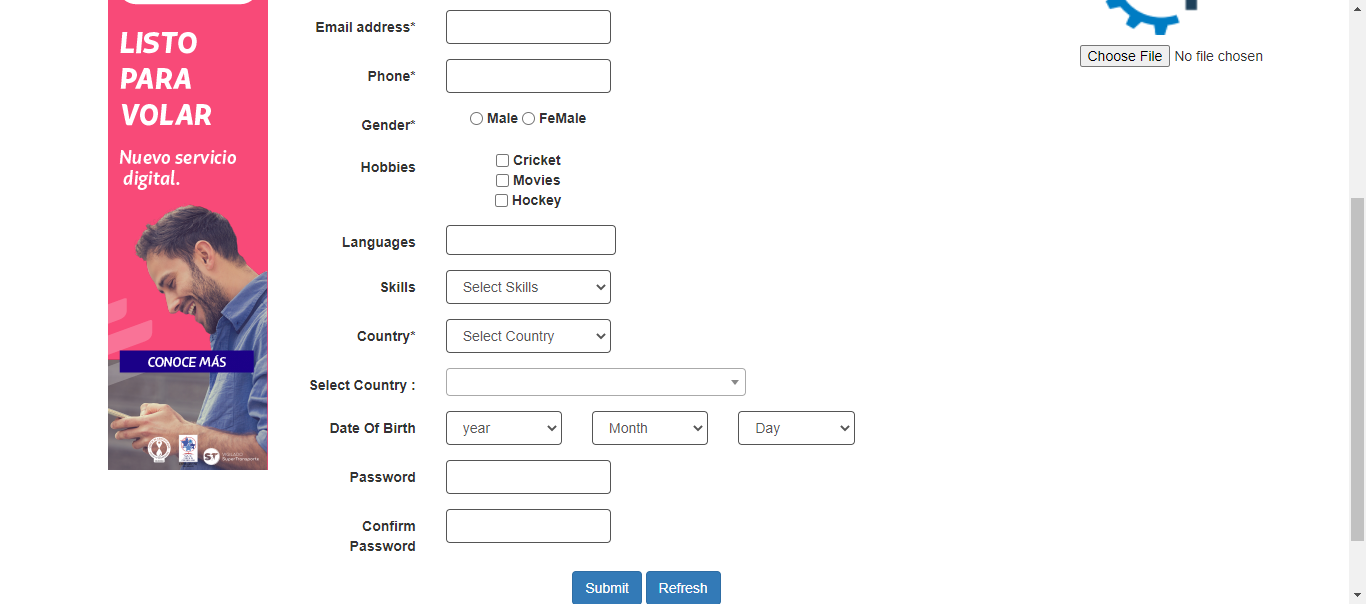 LISTO
PARA
VOLAR
Nuevo servicio
digital.
CONOCE MÁS
ST
Email address*
Phone*
Gender*
Male FeMale
Hobbies
Cricket
Movies
Hockey
Languages
Skills
Select Skills
Country*
Select Country
Select Country :
Date Of Birth
year Month Day
Password
Confirm
Password
Submit Refresh
Choose File No file chosen